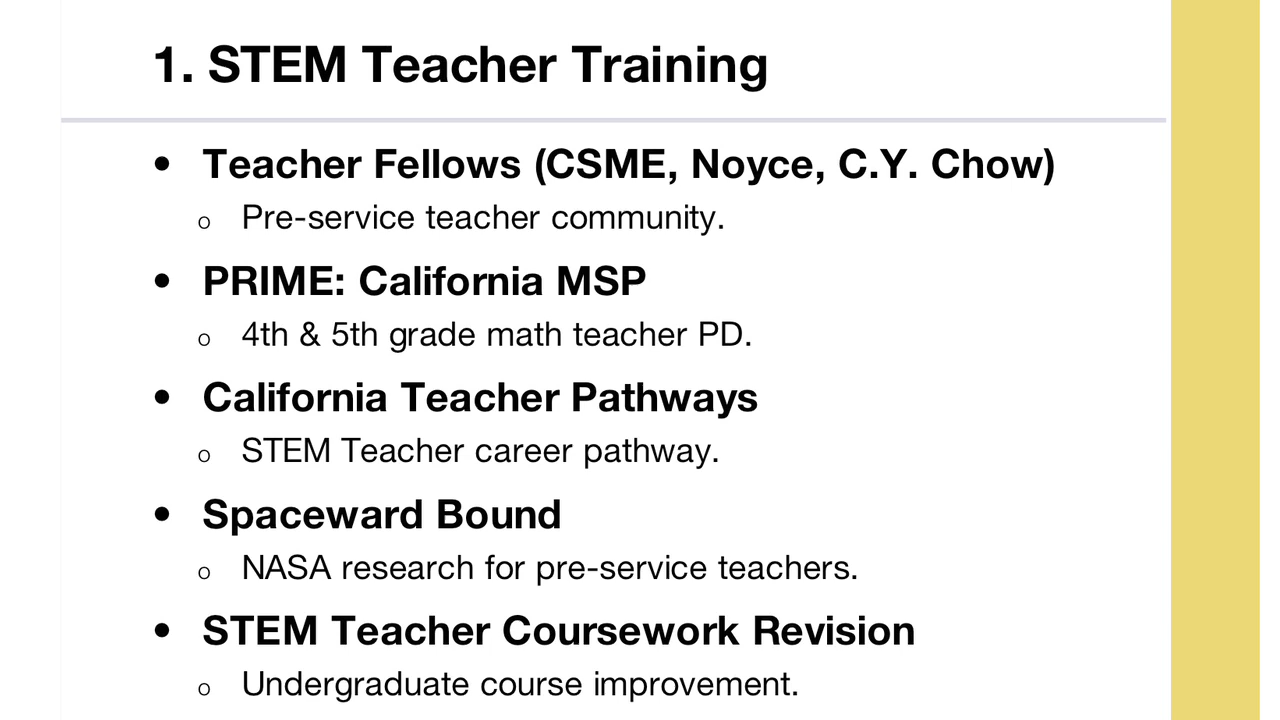 1. STEM Teacher Training
• Teacher Fellows (CSME, Noyce, C.Y. Chow)
o Pre-service teacher community.
• PRIME: California MSP
o 4th & 5th grade math teacher PD.
• California Teacher Pathways
o STEM Teacher career pathway.
• Spaceward Bound
o NASA research for pre-service teachers.
• STEM Teacher Coursework Revision
o Undergraduate course improvement.